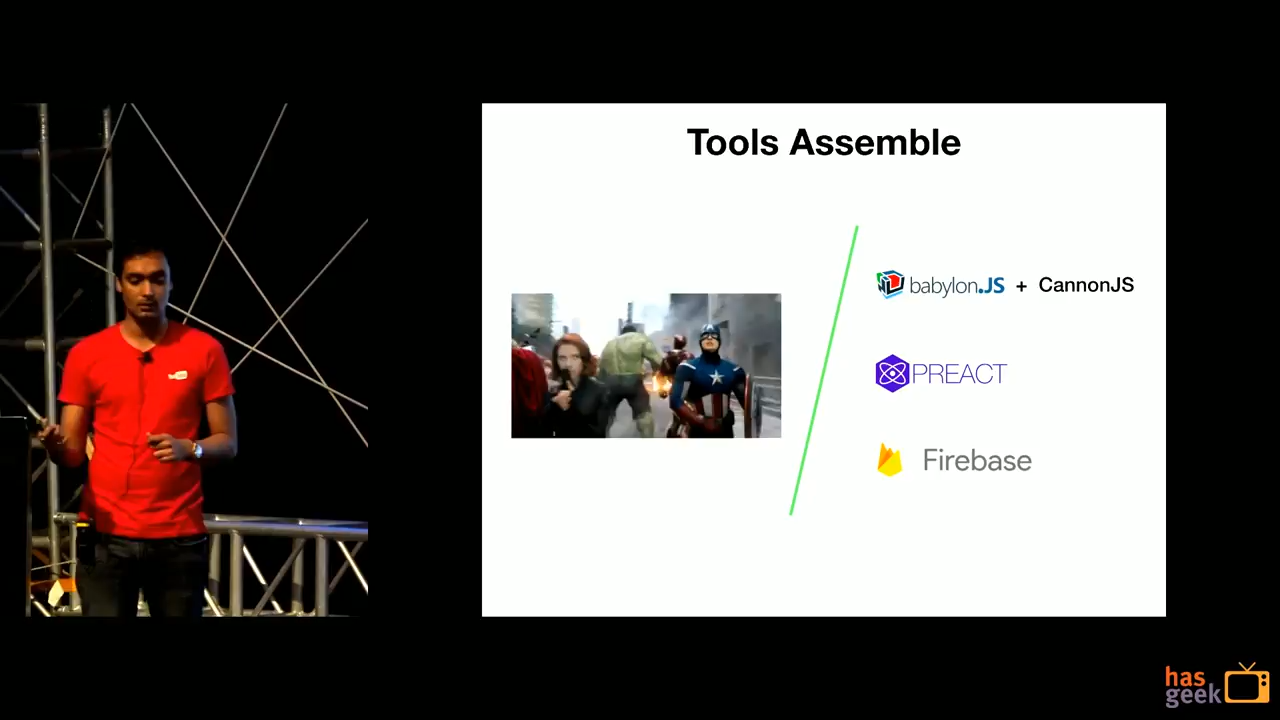 Tools Assemble
babylon.JS + CannonJS
PREACT
Firebase
has
geek